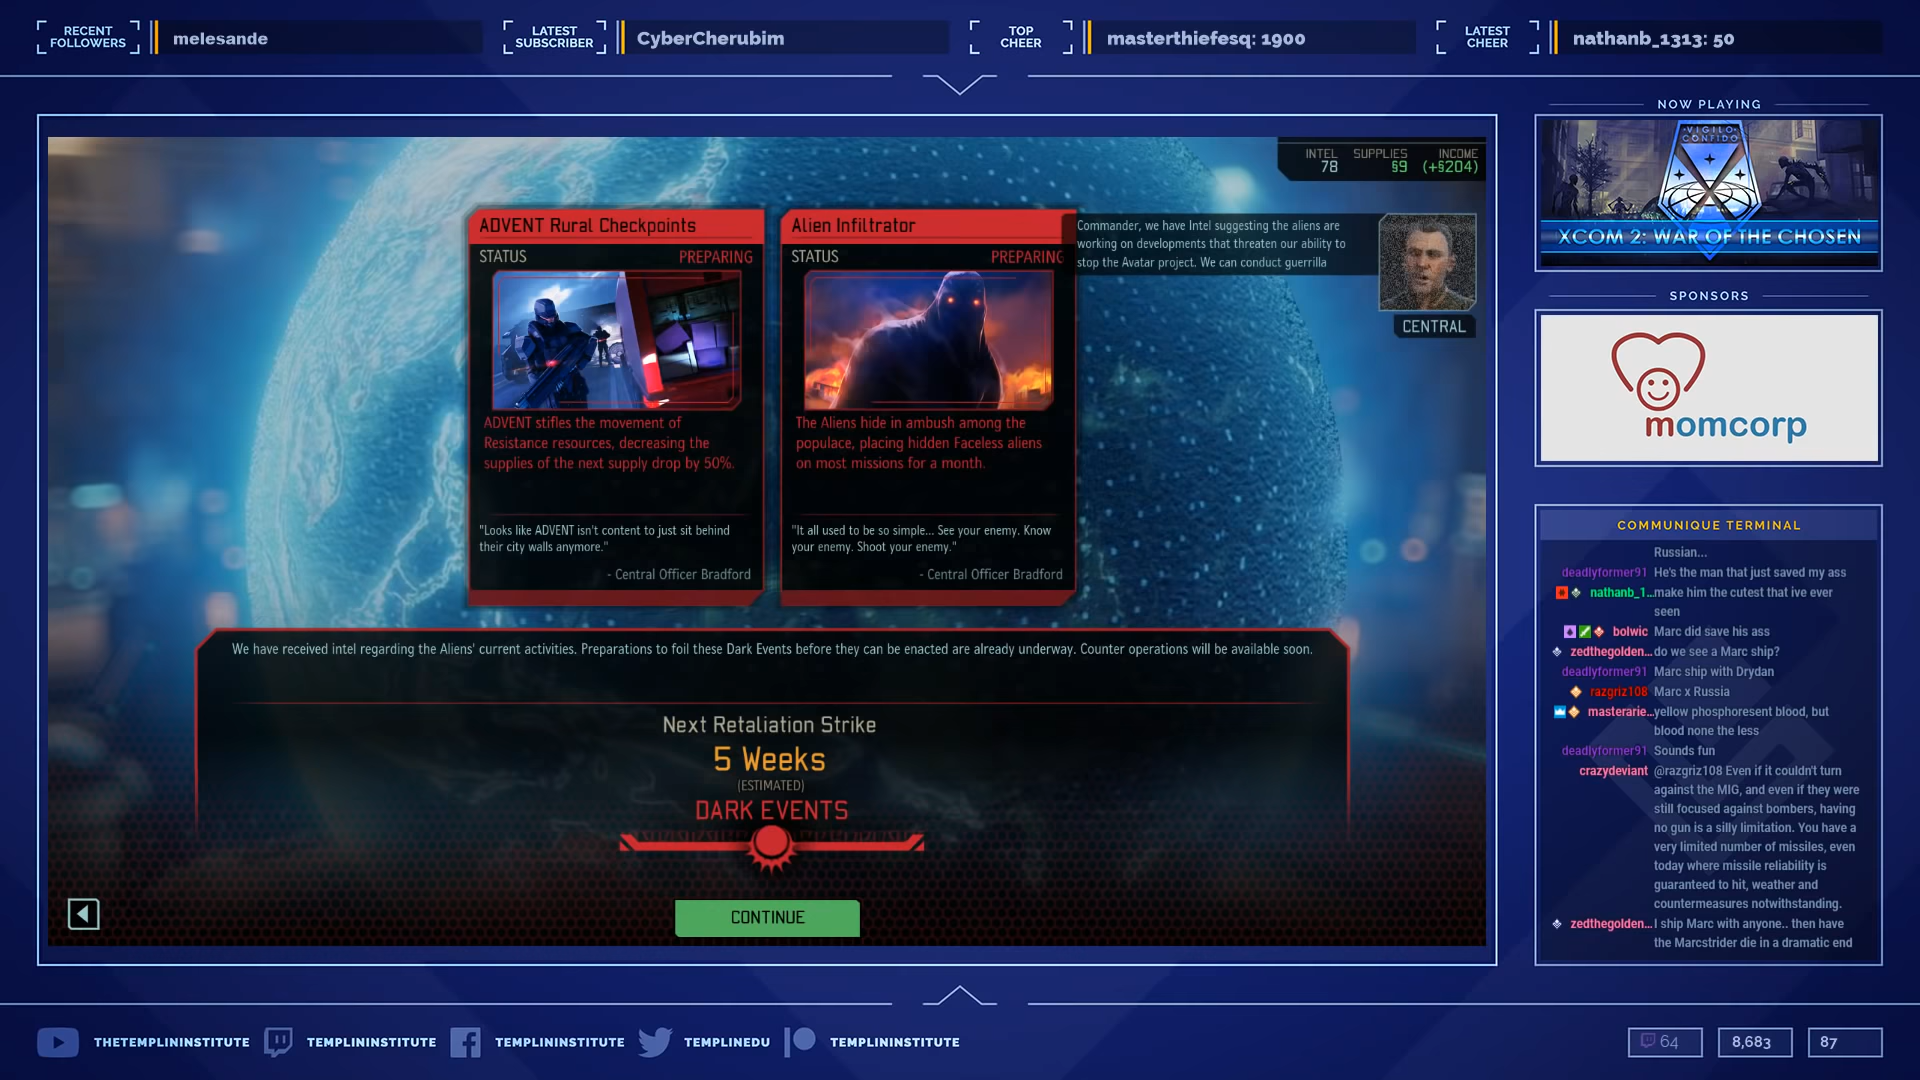 RECENT
FOLLOWERS
melesande
LATEST
SUBSCRIBER
CyberCherubim
TOP
CHEER
masterthiefesq: 1900
LATEST
CHEER
nathanb_1313: 50
INTEL
78
SUPPLIES
§9
INCOME
(+§204)
ADVENT Rural Checkpoints
STATUS
PREPARING
ADVENT stifles the movement of
Resistance resources, decreasing the
supplies of the next supply drop by 50%.
"Looks like ADVENT isn't content to just sit behind
their city walls anymore."
- Central Officer Bradford
Alien Infiltrator
STATUS
PREPARING
The Aliens hide in ambush among the
populace, placing hidden Faceless aliens
on most missions for a month.
"It all used to be so simple... See your enemy. Know
your enemy. Shoot your enemy."
- Central Officer Bradford
Commander, we have Intel suggesting the aliens are
working on developments that threaten our ability to
stop the Avatar project. We can conduct guerrilla
CENTRAL
We have received intel regarding the Aliens' current activities. Preparations to foil these Dark Events before they can be enacted are already underway. Counter operations will be available soon.
Next Retaliation Strike
5 Weeks
(ESTIMATED)
DARK EVENTS
CONTINUE
NOW PLAYING
VIGILO
CONFIDO
XCOM 2: WAR OF THE CHOSEN
SPONSORS
momcorp
COMMUNIQUE TERMINAL
Russian...
deadlyformer91 He's the man that just saved my ass
nathanb_1... make him the cutest that ive ever
seen
bolwic Marc did save his ass
zedthegolden... do we see a Marc ship?
deadlyformer91 Marc ship with Drydan
razgriz108 Marc x Russia
masterarie... yellow phosphoresent blood, but
blood none the less
deadlyformer91 Sounds fun
crazydeviant @razgriz108 Even if it couldn't turn
against the MIG, and even if they were
still focused against bombers, having
no gun is a silly limitation. You have a
very limited number of missiles, even
today where missile reliability is
guaranteed to hit, weather and
countermeasures notwithstanding.
zedthegolden... I ship Marc with anyone.. then have
the Marcstrider die in a dramatic end
THETEMPLININSTITUTE
TEMPLININSTITUTE
TEMPLININSTITUTE
TEMPLINEDU
TEMPLININSTITUTE
64
8,683
87